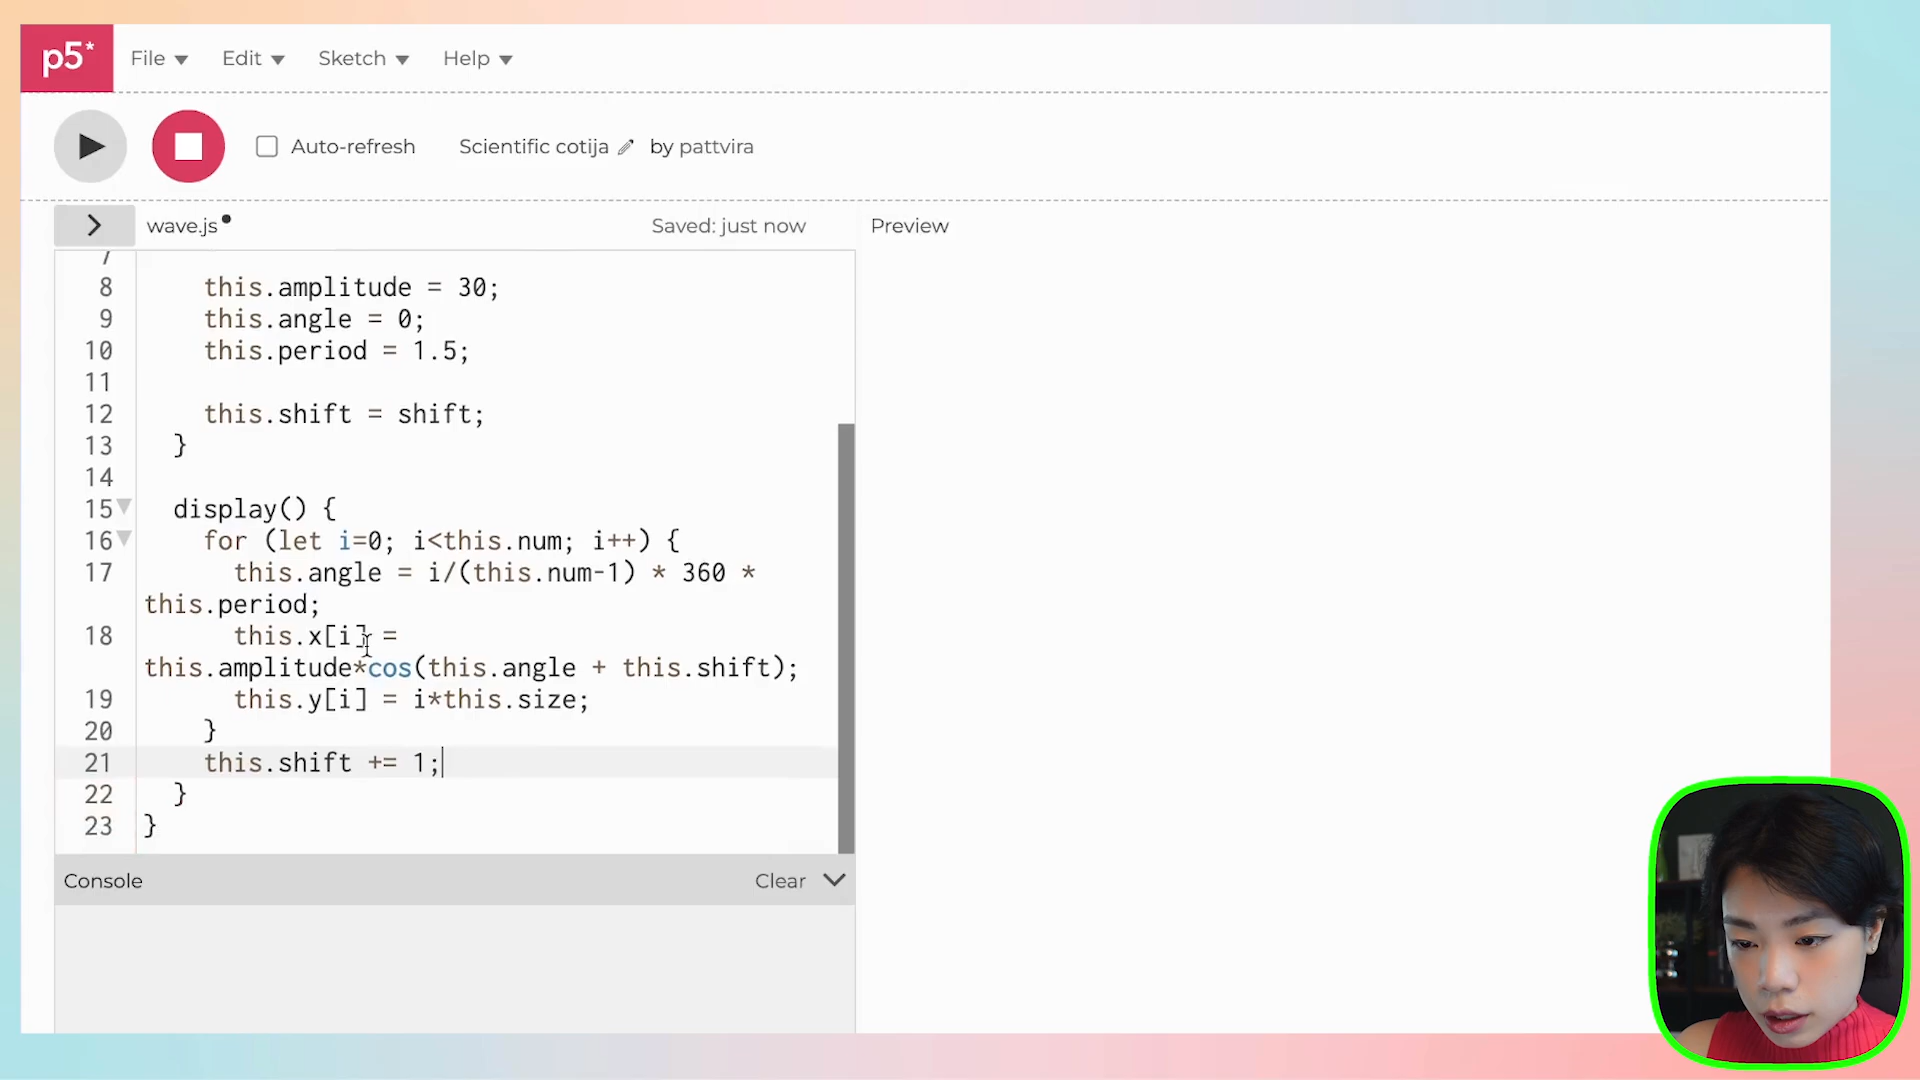 p5* File Edit Sketch Help
Auto-refresh Scientific cotija by pattvira
> wave.js Saved: just now Preview
7
8 this.amplitude = 30;
9 this.angle = 0;
10 this.period = 1.5;
11
12 this.shift = shift;
13 }
14
15 display() {
16 for (let i=0; i<this.num; i++) {
17 this.angle = i/(this.num-1) * 360 *
this.period;
18 this.x[i] =
this.amplitude*cos(this.angle + this.shift);
19 this.y[i] = i*this.size;
20 }
21 this.shift += 1;
22 }
23 }
Console Clear